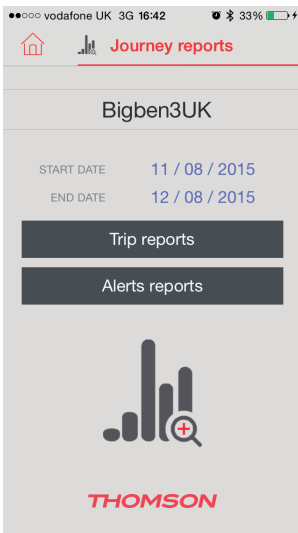 ●●○○○ vodafone UK 3G 16:42 33%
Journey reports
Bigben3UK
START DATE 11 / 08 / 2015
END DATE 12 / 08 / 2015
Trip reports
Alerts reports
THOMSON